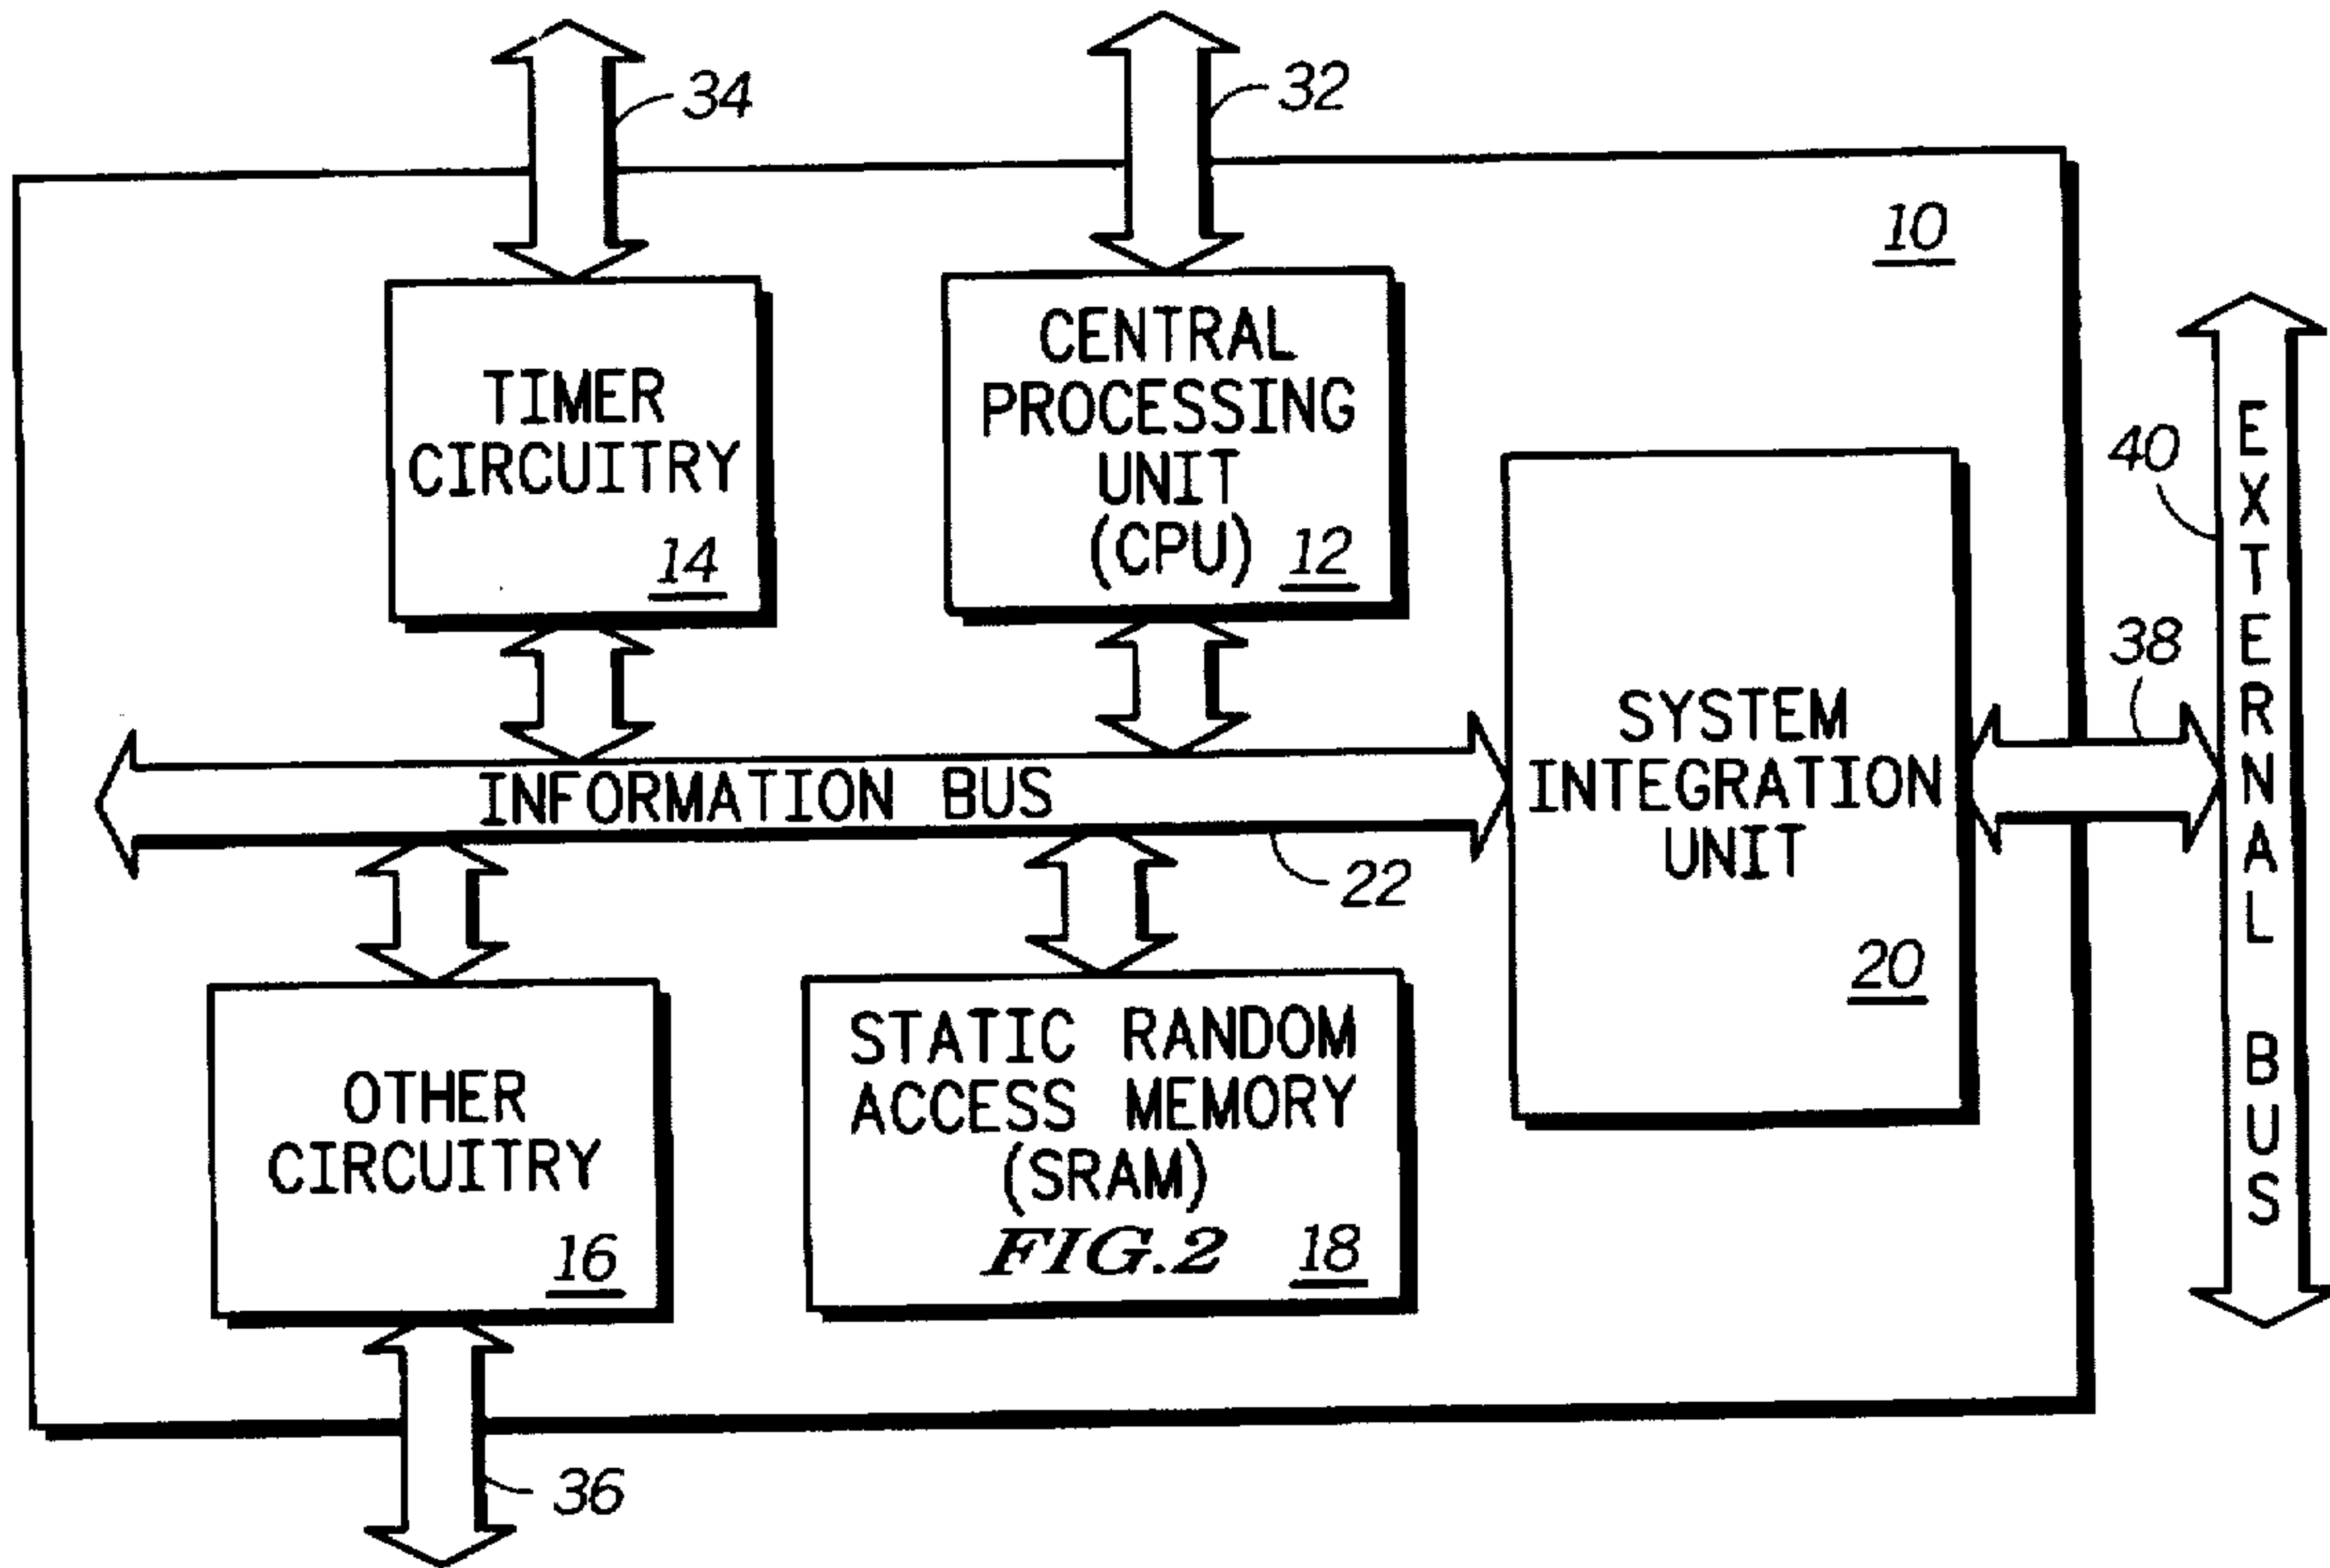 34
32
10
TIMER
CIRCUITRY
14
CENTRAL
PROCESSING
UNIT
(CPU) 12
40
38
SYSTEM
INTEGRATION
UNIT
20
EXTERNAL BUS
INFORMATION BUS
22
OTHER
CIRCUITRY
16
STATIC RANDOM
ACCESS MEMORY
(SRAM)
FIG.2 18
36